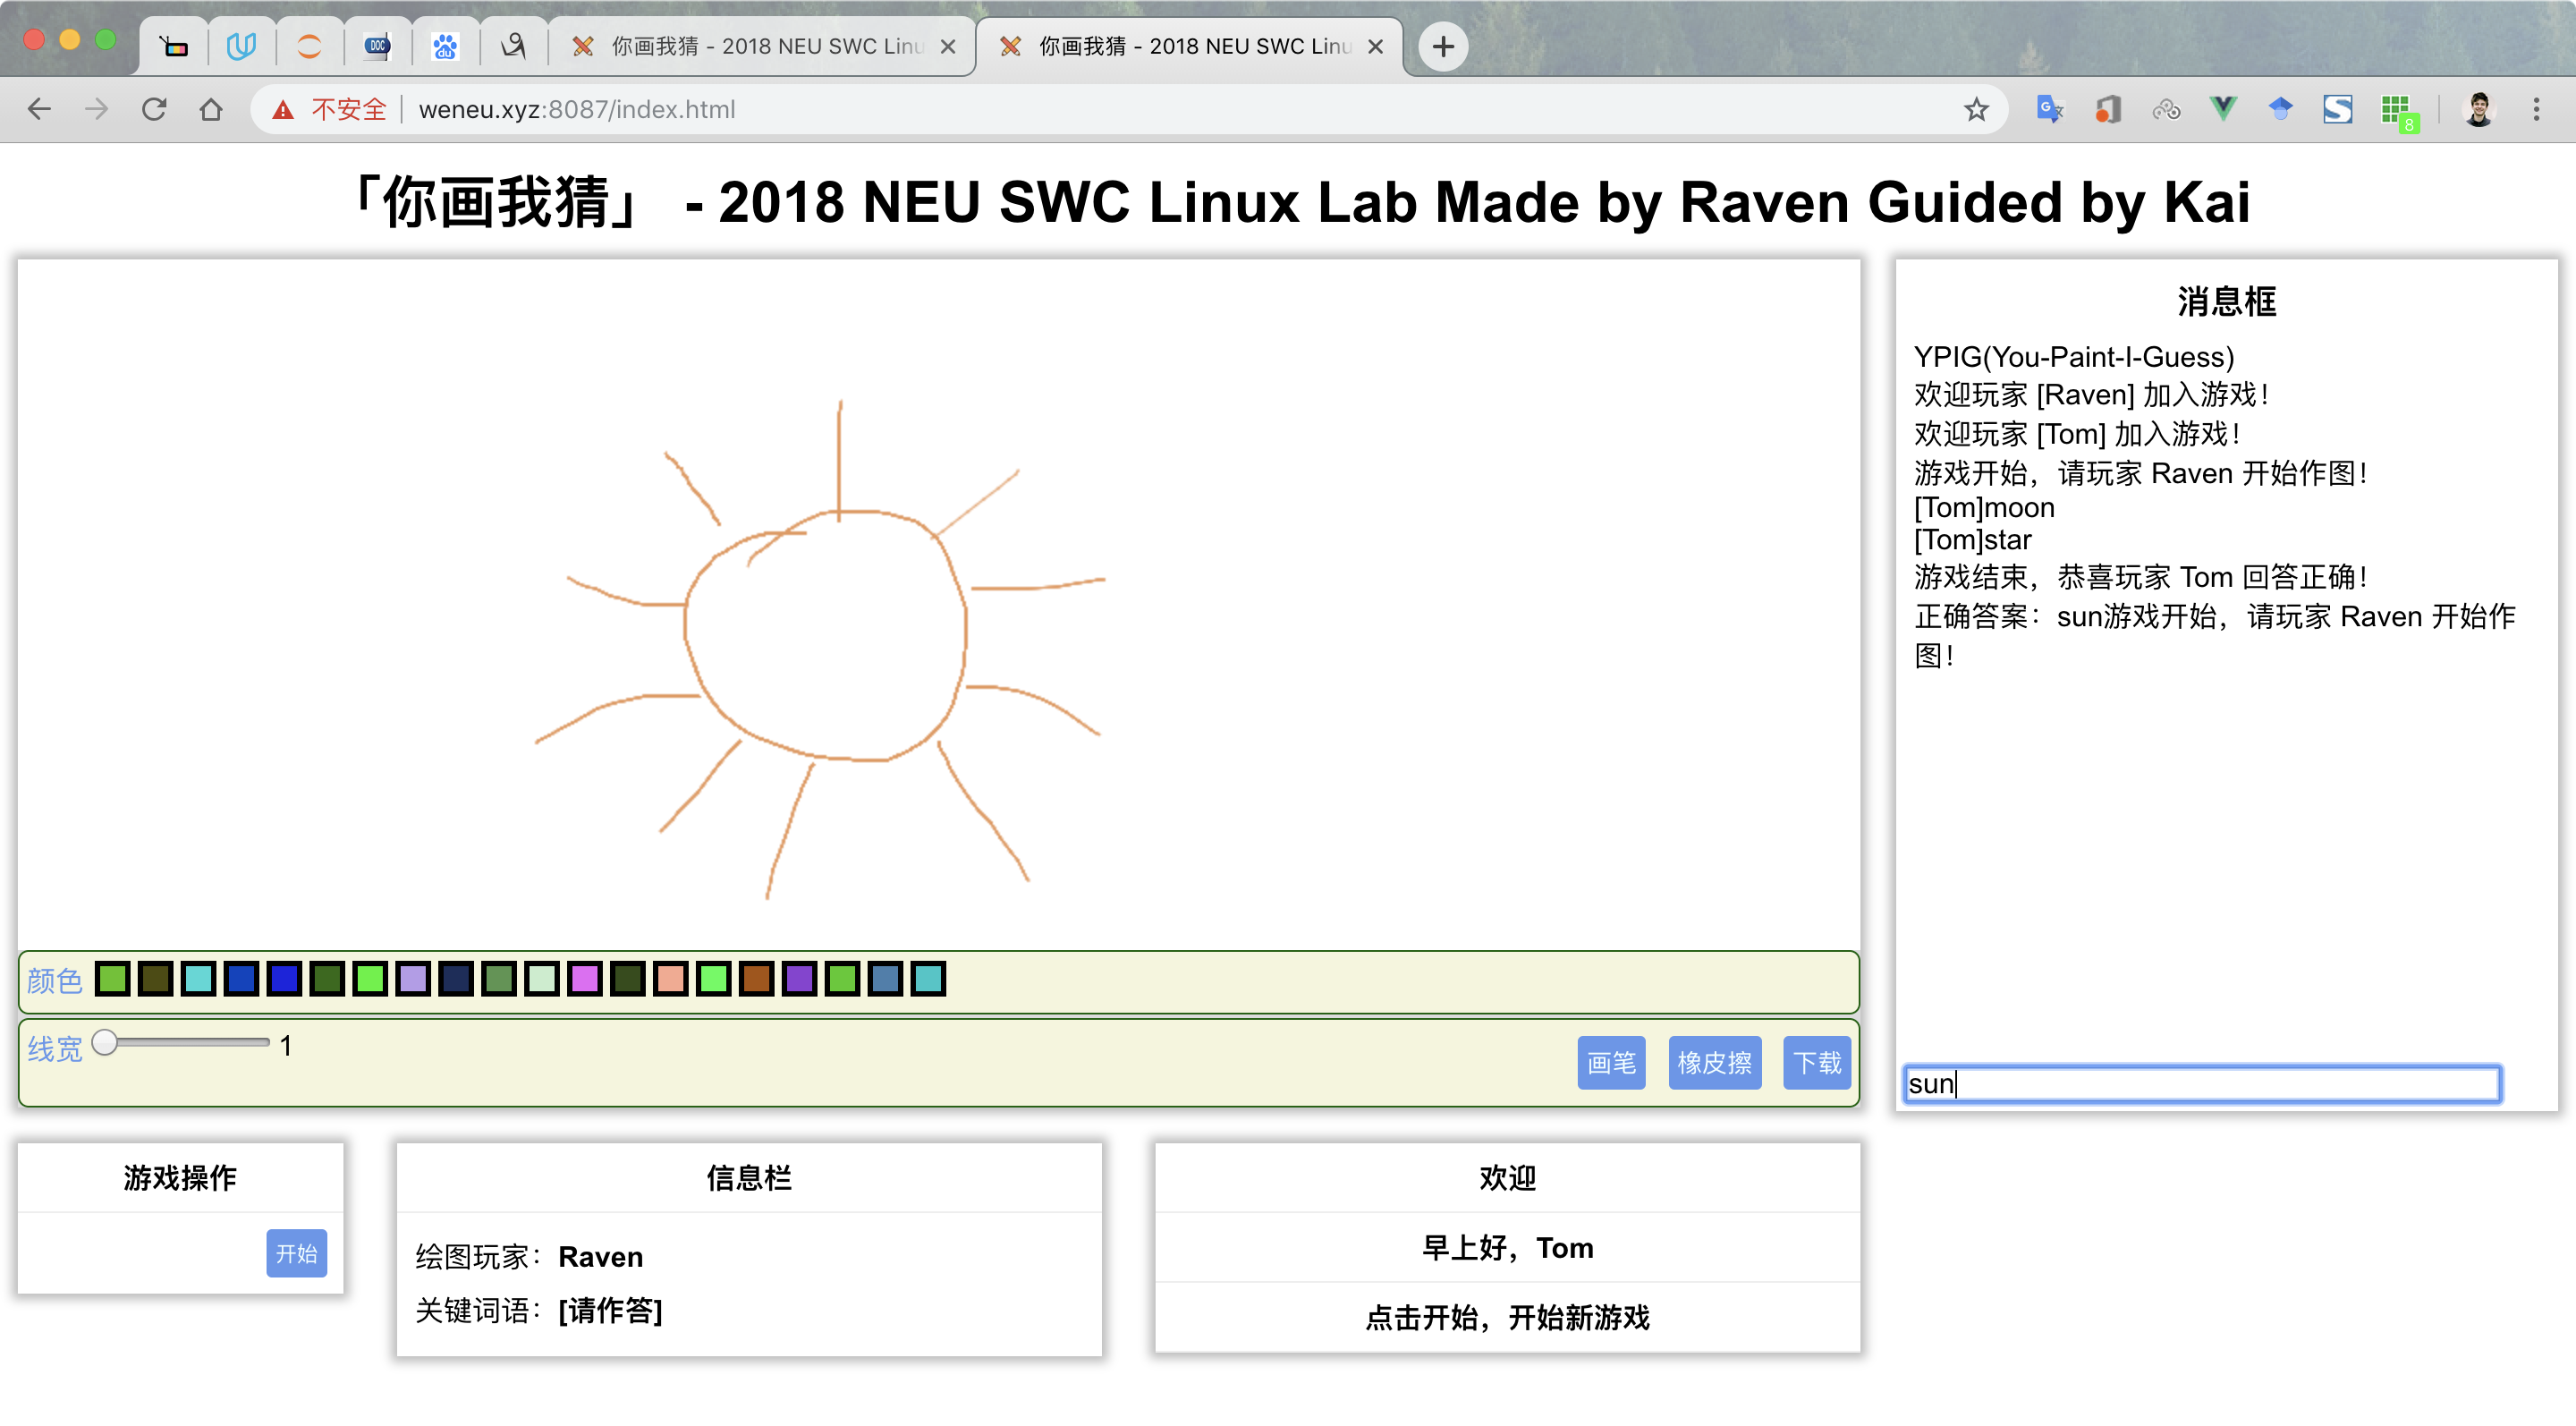 你画我猜 - 2018 NEU SWC Linu
你画我猜 - 2018 NEU SWC Linu
不安全
weneu.xyz:8087/index.html
8
「你画我猜」 - 2018 NEU SWC Linux Lab Made by Raven Guided by Kai
消息框
YPIG(You-Paint-I-Guess)
欢迎玩家 [Raven] 加入游戏！
欢迎玩家 [Tom] 加入游戏！
游戏开始，请玩家 Raven 开始作图！
[Tom]moon
[Tom]star
游戏结束，恭喜玩家 Tom 回答正确！
正确答案：sun游戏开始，请玩家 Raven 开始作
图！
sun
颜色
线宽 1
画笔 橡皮擦 下载
游戏操作
开始
信息栏
绘图玩家：Raven
关键词语：[请作答]
欢迎
早上好，Tom
点击开始，开始新游戏